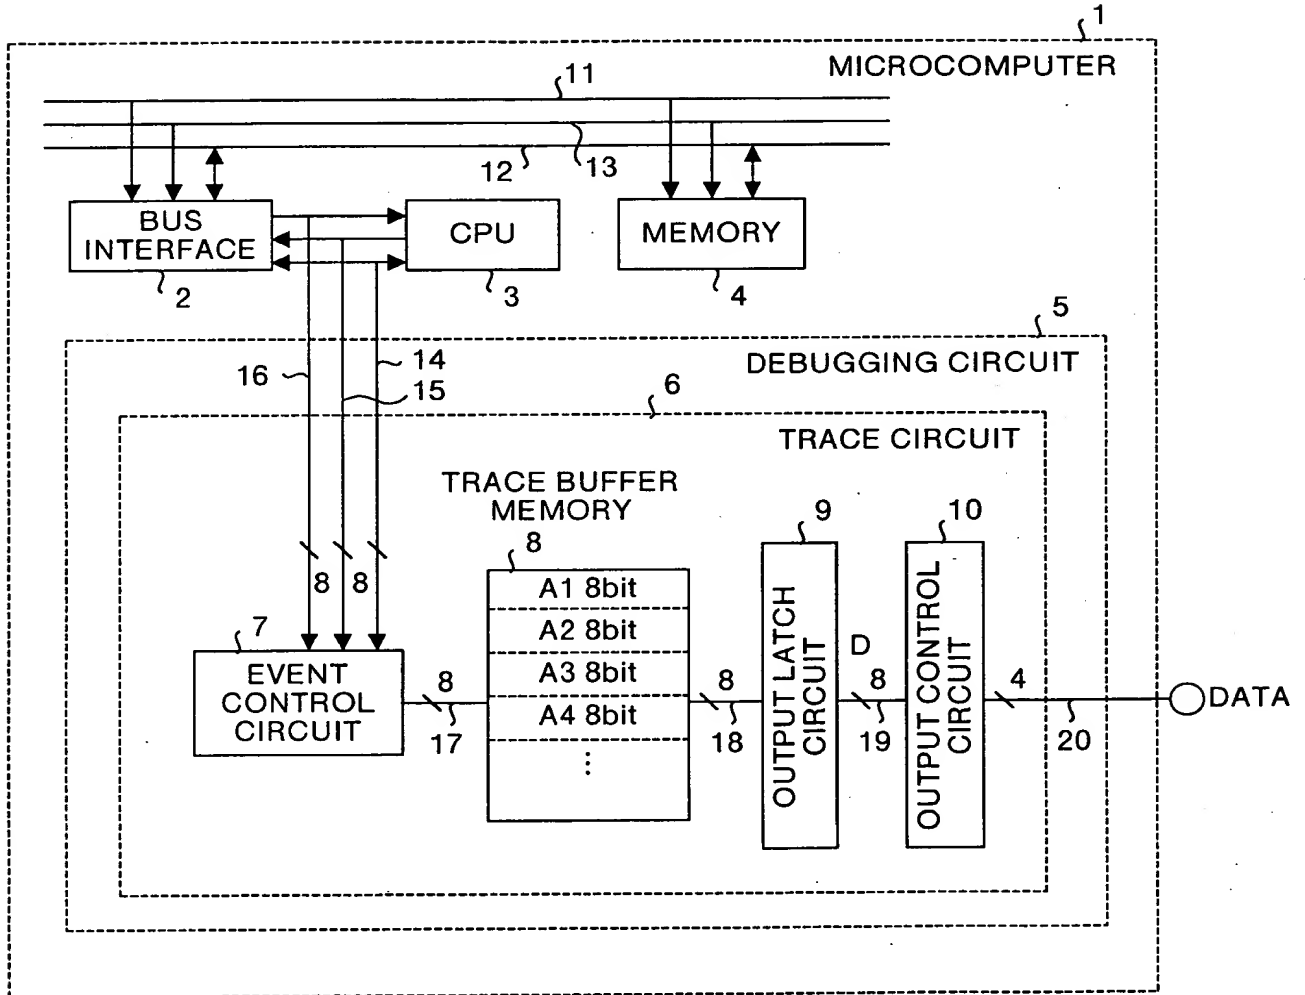 1
MICROCOMPUTER
11
13
12
BUS
INTERFACE
CPU
MEMORY
2
3
4
5
DEBUGGING CIRCUIT
16
14
15
6
TRACE CIRCUIT
TRACE BUFFER
MEMORY
8
9
10
8
8
7
EVENT
CONTROL
CIRCUIT
8
17
A1 8bit
A2 8bit
A3 8bit
A4 8bit
⋮
8
18
OUTPUT LATCH
CIRCUIT
D
8
19
OUTPUT CONTROL
CIRCUIT
4
20
DATA